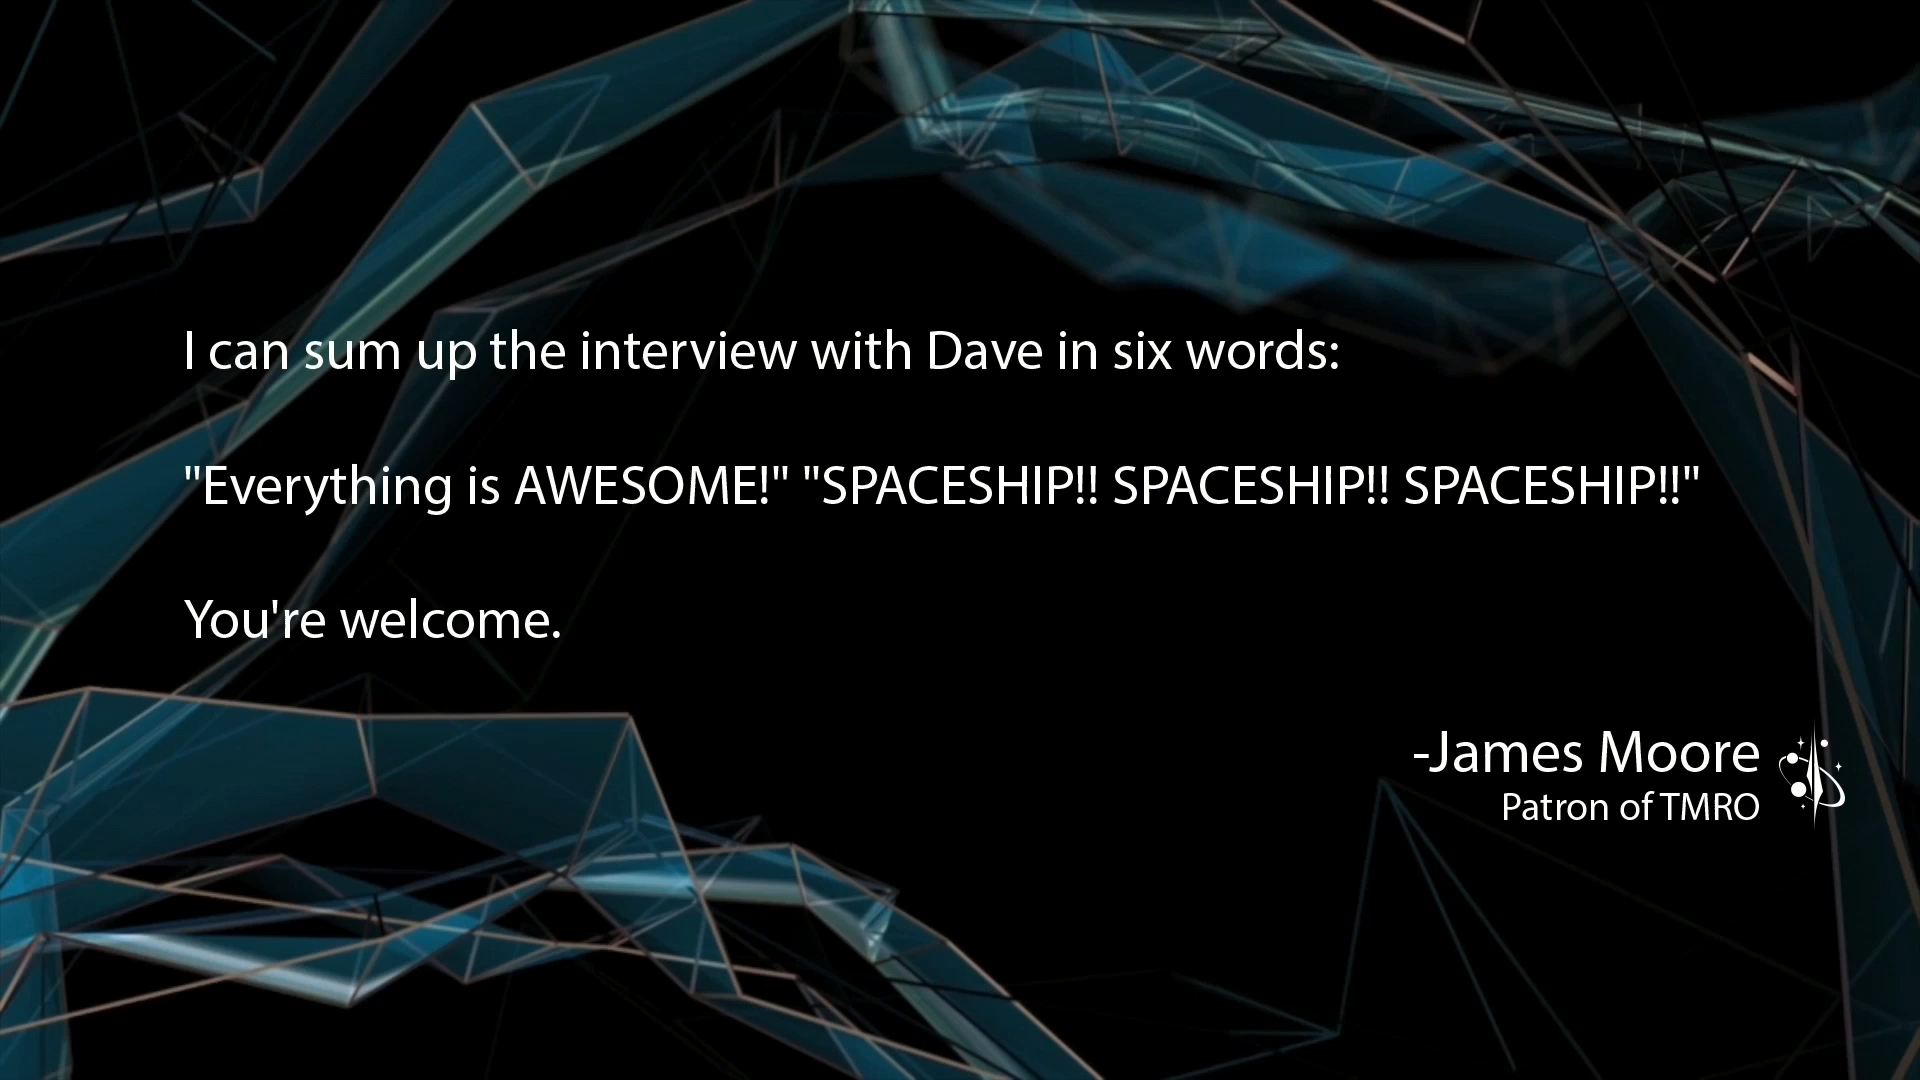 I can sum up the interview with Dave in six words:
"Everything is AWESOME!" "SPACESHIP!! SPACESHIP!! SPACESHIP!!"
You're welcome.
-James Moore
Patron of TMRO